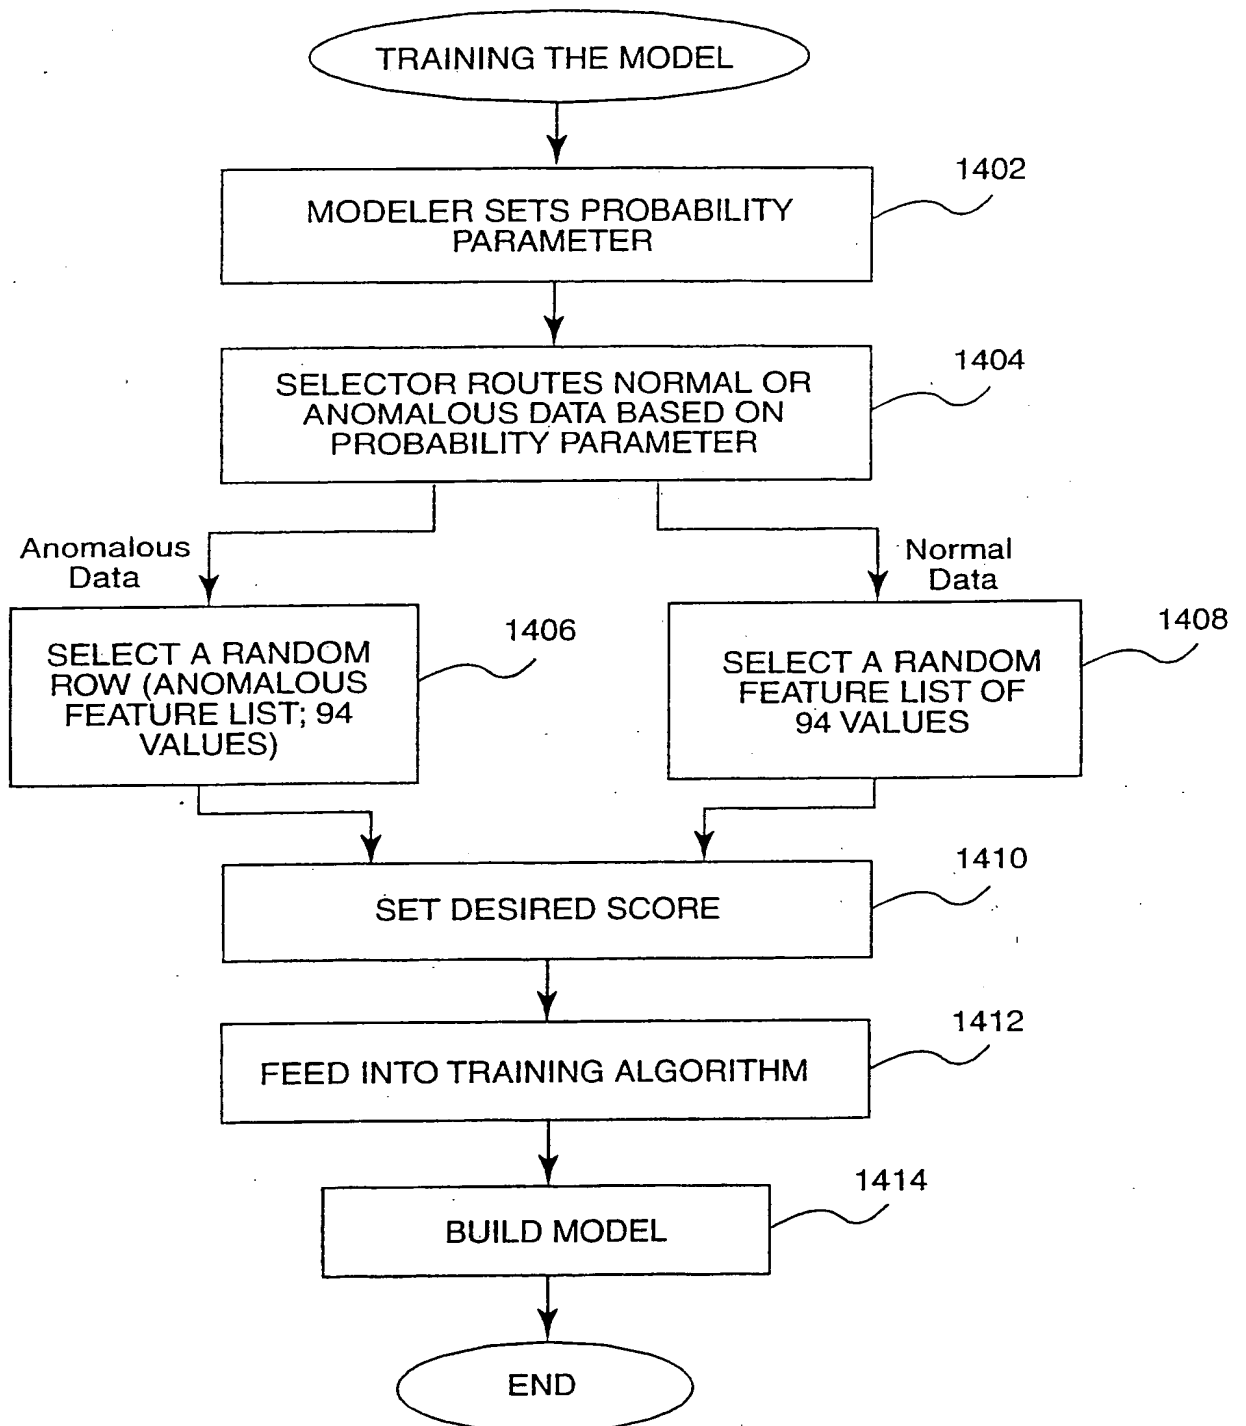 TRAINING THE MODEL
1402
MODELER SETS PROBABILITY
PARAMETER
1404
SELECTOR ROUTES NORMAL OR
ANOMALOUS DATA BASED ON
PROBABILITY PARAMETER
Anomalous
Data
Normal
Data
1406
SELECT A RANDOM
ROW (ANOMALOUS
FEATURE LIST; 94
VALUES)
1408
SELECT A RANDOM
FEATURE LIST OF
94 VALUES
1410
SET DESIRED SCORE
1412
FEED INTO TRAINING ALGORITHM
1414
BUILD MODEL
END